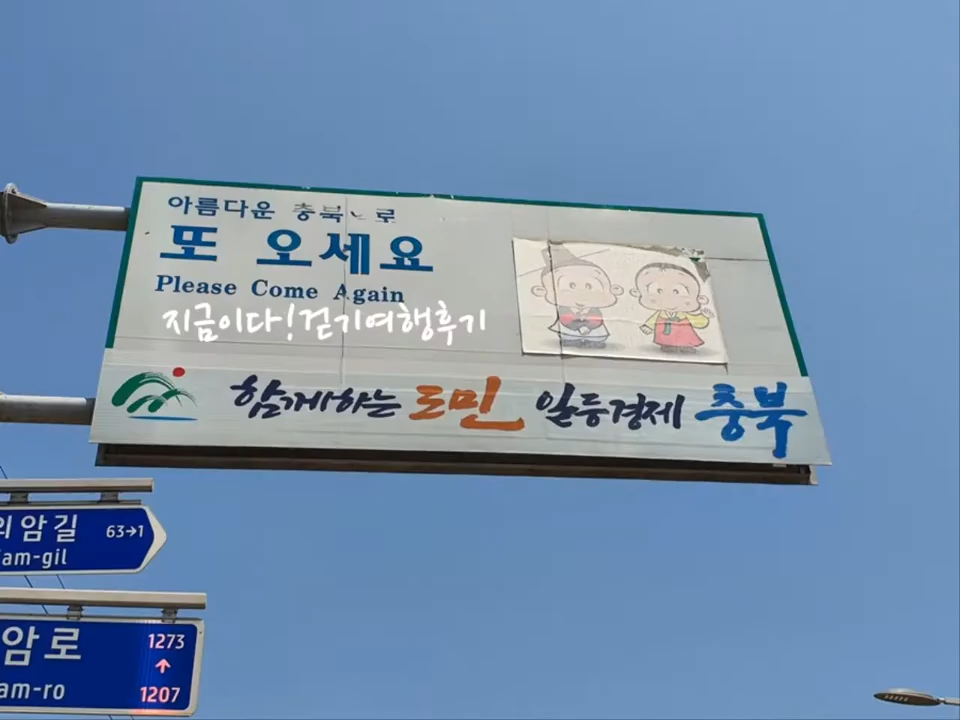 아름다운 충북으로
또 오세요
Please Come Again
지금이다!걷기여행후기
함께하는 도민 일등경제 충북
의암길 63→1
am-gil
암로 1273
↑
am-ro 1207